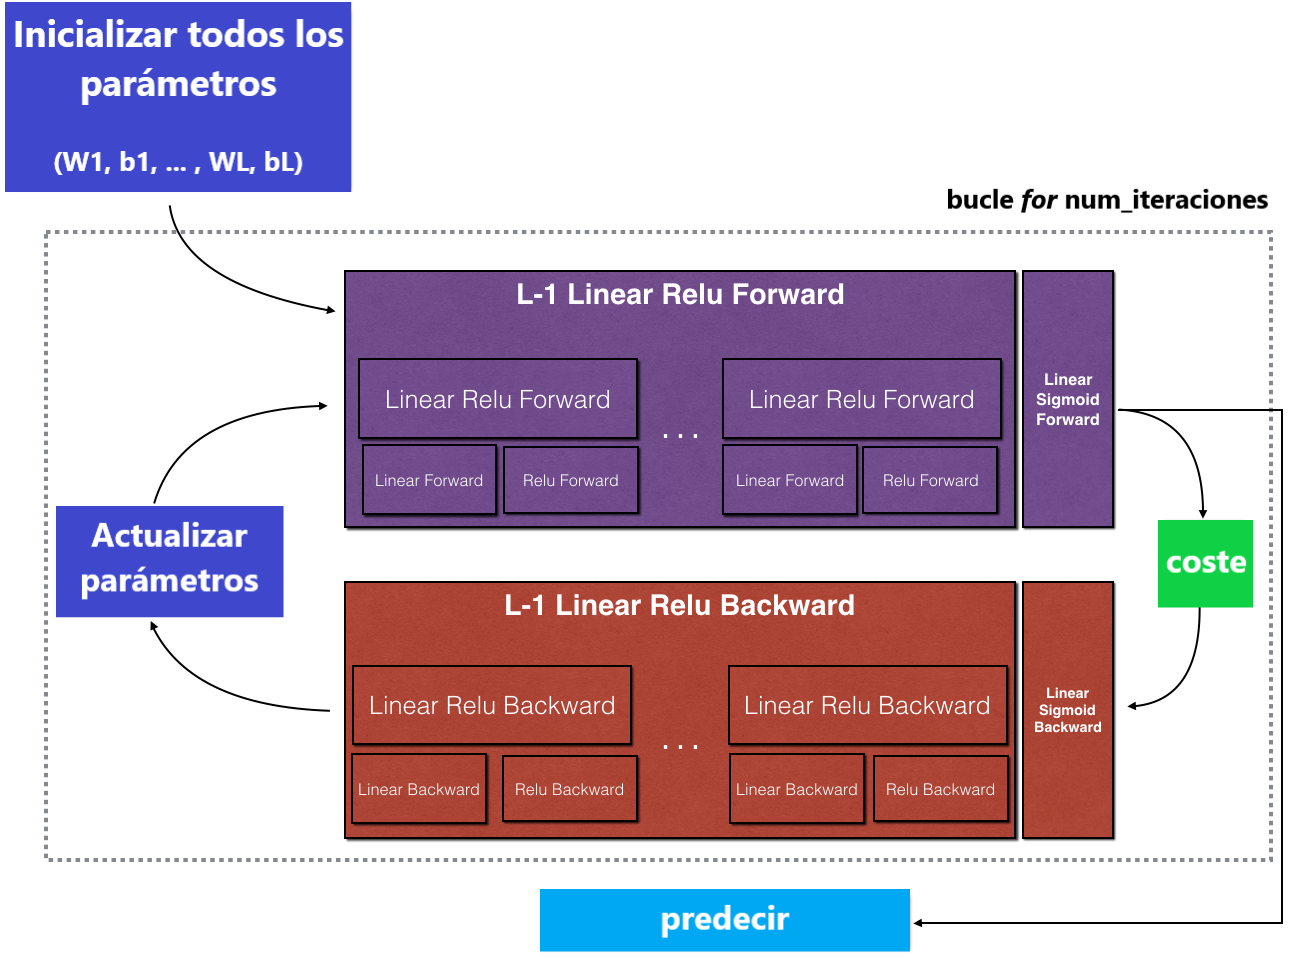 Inicializar todos los
parámetros
(W1, b1, ... , WL, bL)
bucle for num_iteraciones
L-1 Linear Relu Forward
Linear Relu Forward
Linear Forward
Relu Forward
. . .
Linear Relu Forward
Linear Forward
Relu Forward
Linear
Sigmoid
Forward
Actualizar
parámetros
coste
L-1 Linear Relu Backward
Linear Relu Backward
Linear Backward
Relu Backward
. . .
Linear Relu Backward
Linear Backward
Relu Backward
Linear
Sigmoid
Backward
predecir